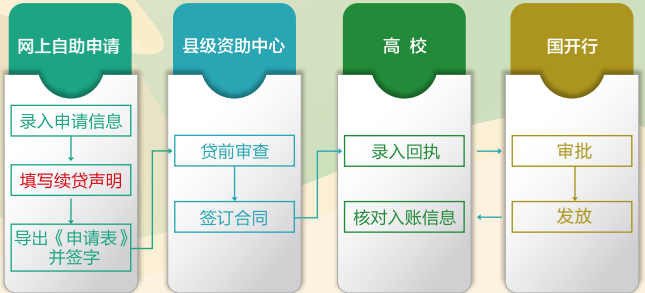 网上自助申请
录入申请信息
填写续贷声明
导出《申请表》
并签字
县级资助中心
贷前审查
签订合同
高 校
录入回执
核对入账信息
国开行
审批
发放